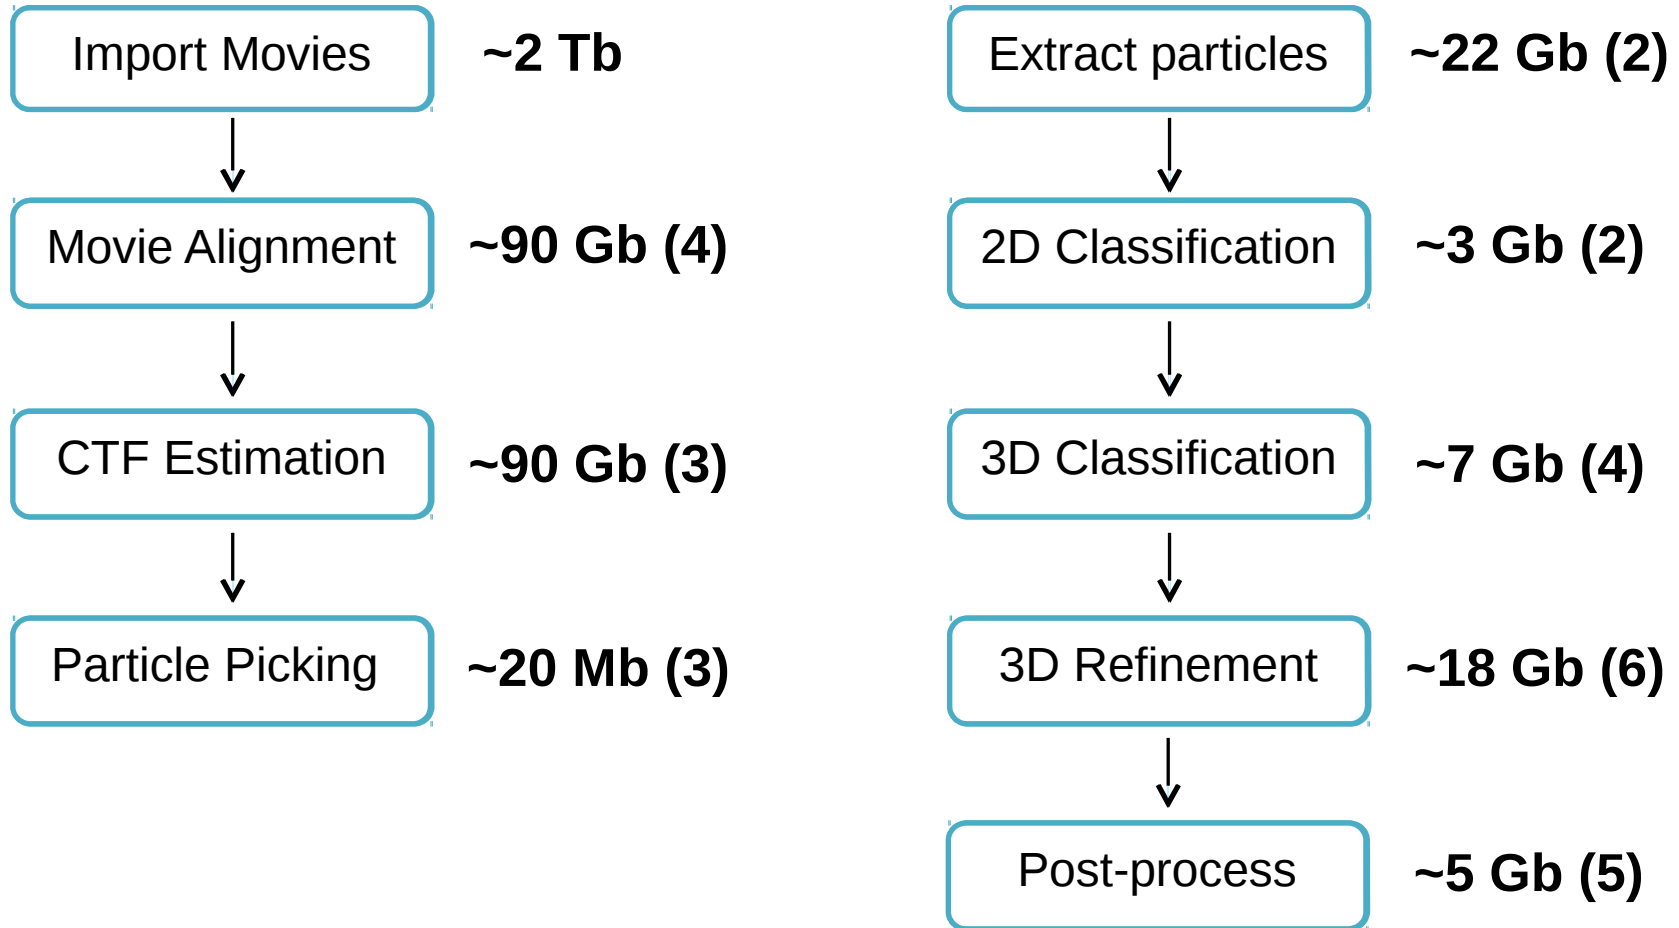 Import Movies
~2 Tb
Movie Alignment
~90 Gb (4)
CTF Estimation
~90 Gb (3)
Particle Picking
~20 Mb (3)
Extract particles
~22 Gb (2)
2D Classification
~3 Gb (2)
3D Classification
~7 Gb (4)
3D Refinement
~18 Gb (6)
Post-process
~5 Gb (5)